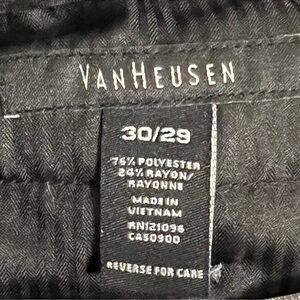 VANHEUSEN
30/29
76% POLYESTER
24% RAYON/
RAYONNE
MADE IN
VIETNAM
RN121096
CA50900
REVERSE FOR CARE